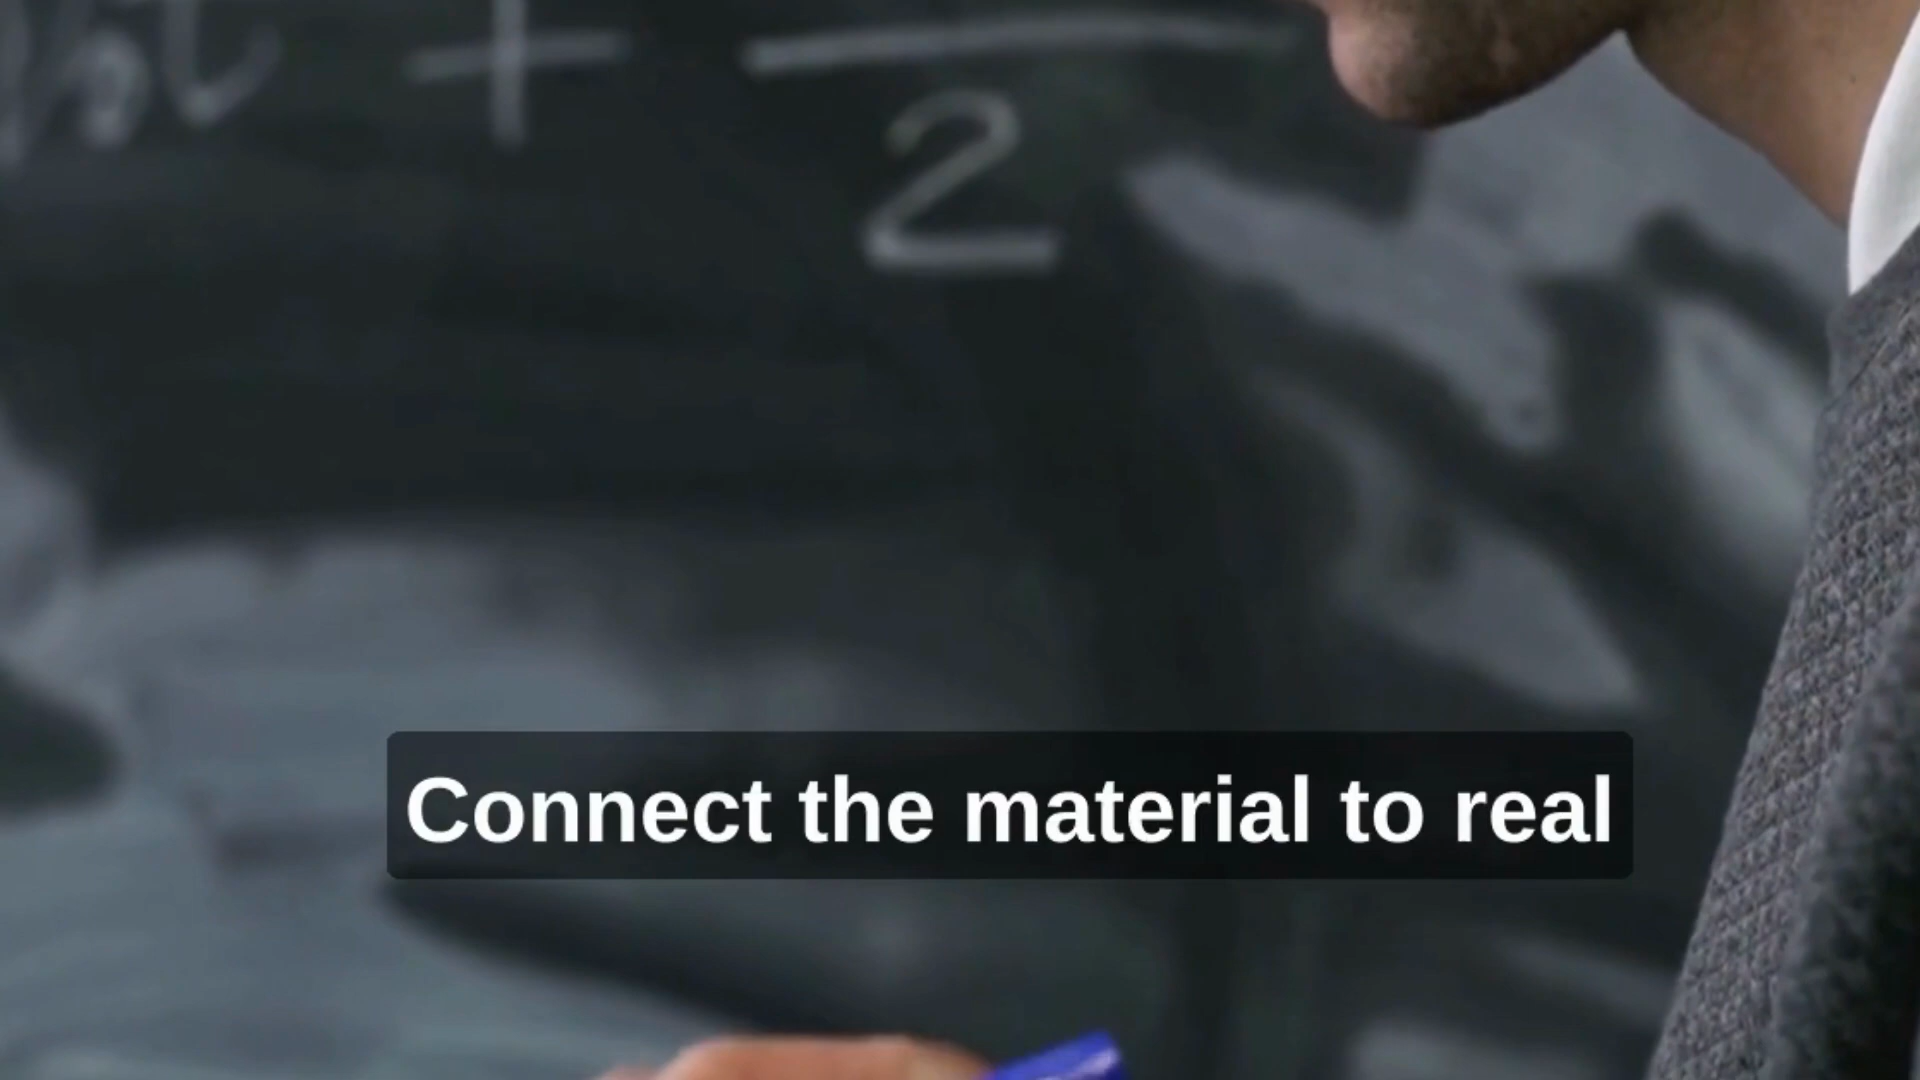 + 2
Connect the material to real